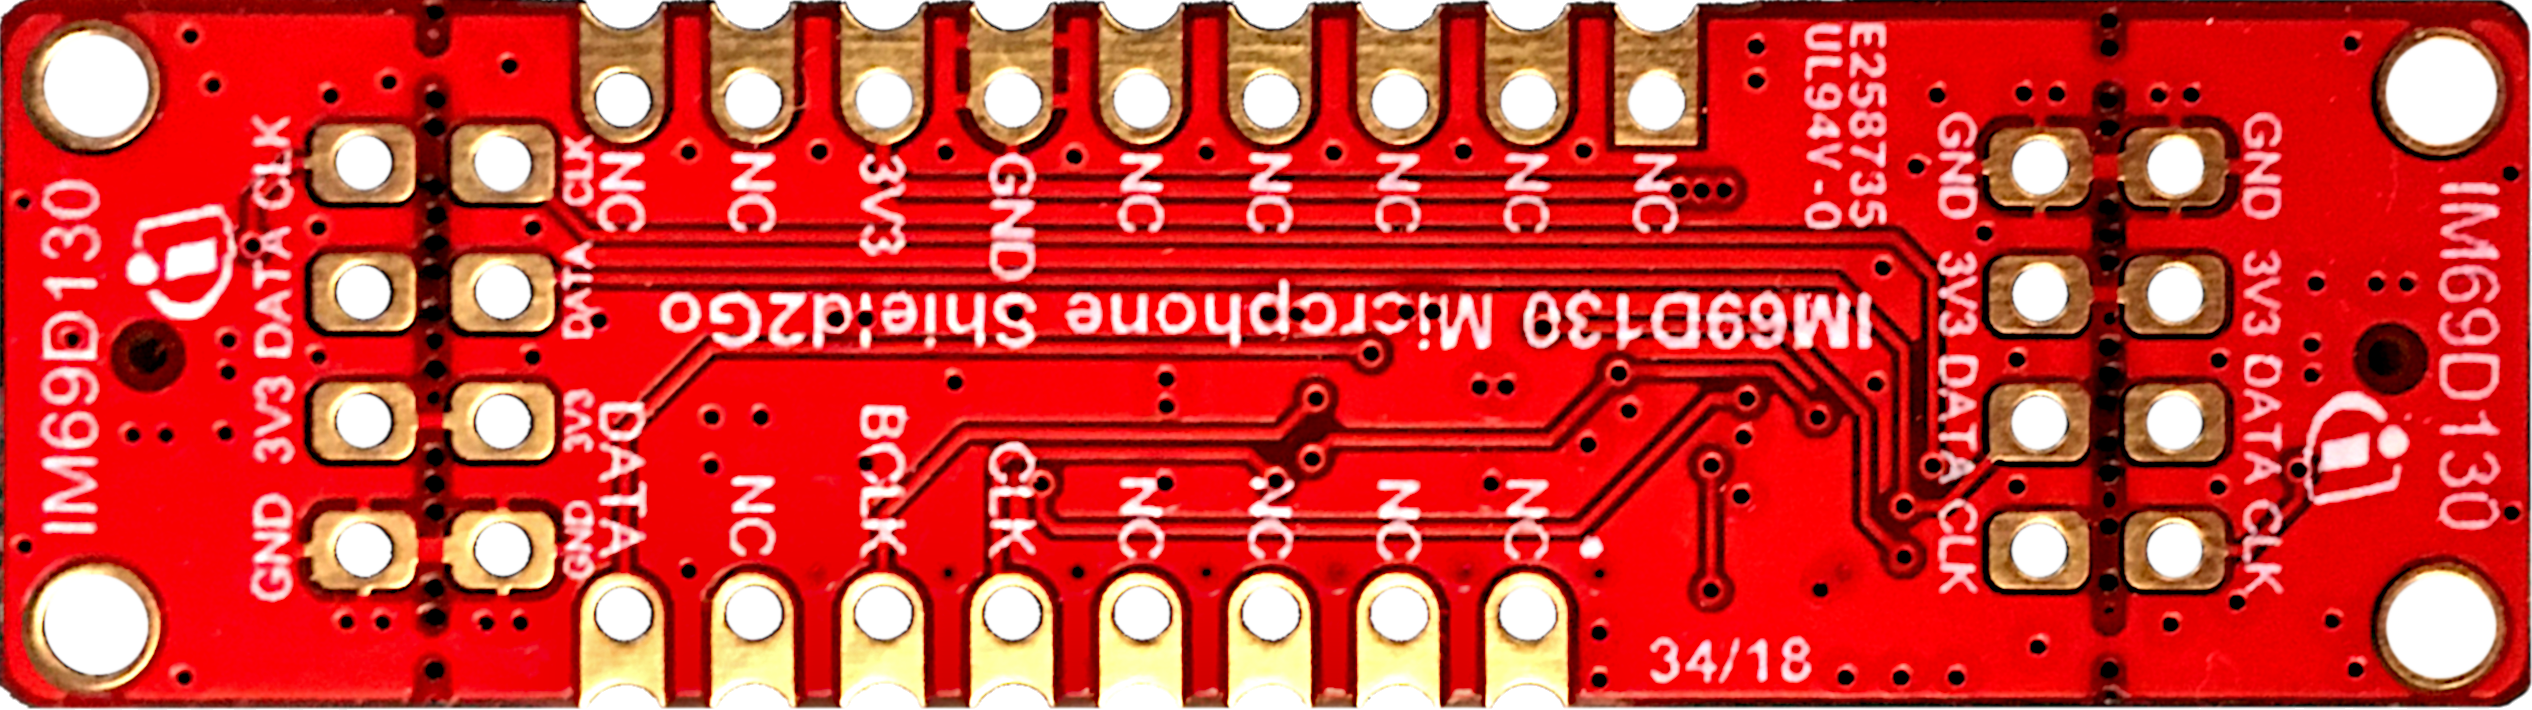 IM69D130
GND 3V3 DATA CLK
CLK
DATA
3V3
GND
NC
NC
3V3
GND
NC
NC
NC
NC
NC
E258735
UL94V-0
IM69D130 Microphone Shield2Go
DATA
NC
BCLK
CLK
NC
NC
NC
NC
34/18
GND 3V3 DATA CLK
GND 3V3 DATA CLK
IM69D130